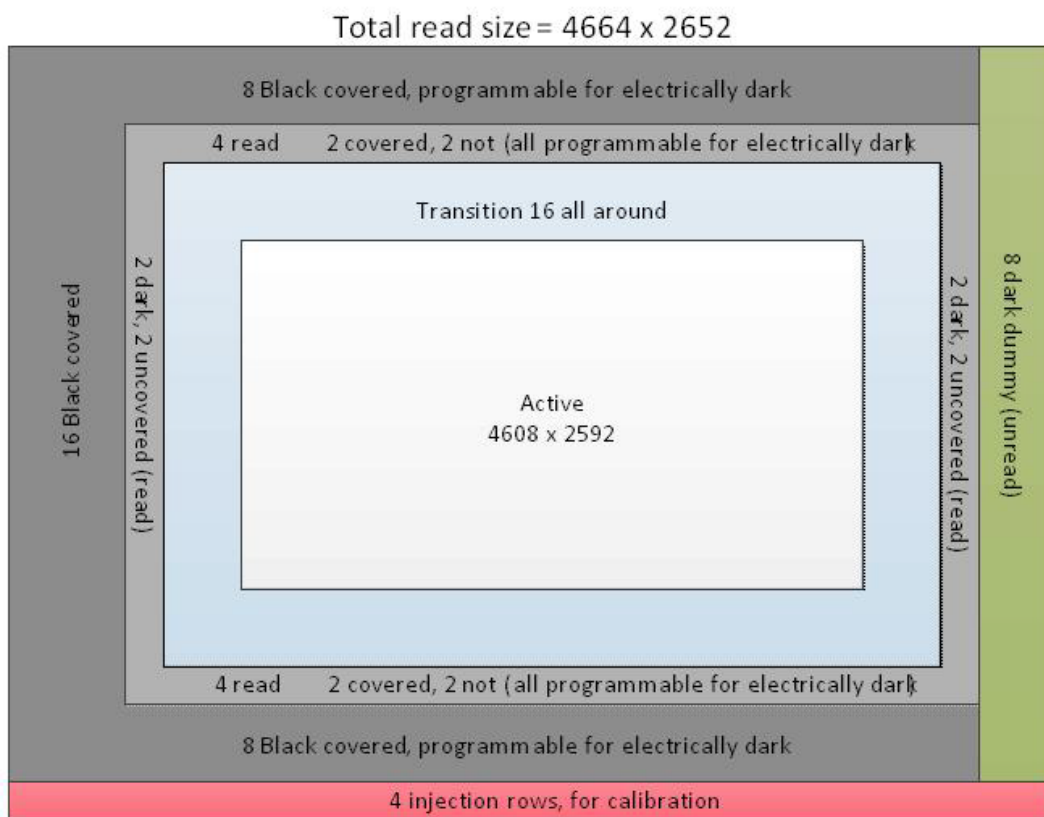 Total read size = 4664 x 2652
8 Black covered, programmable for electrically dark
4 read 2 covered, 2 not (all programmable for electrically dark
Transition 16 all around
16 Black covered
2 dark, 2 uncovered (read)
Active
4608 x 2592
2 dark, 2 uncovered (read)
8 dark dummy (unread)
4 read 2 covered, 2 not (all programmable for electrically dark
8 Black covered, programmable for electrically dark
4 injection rows, for calibration